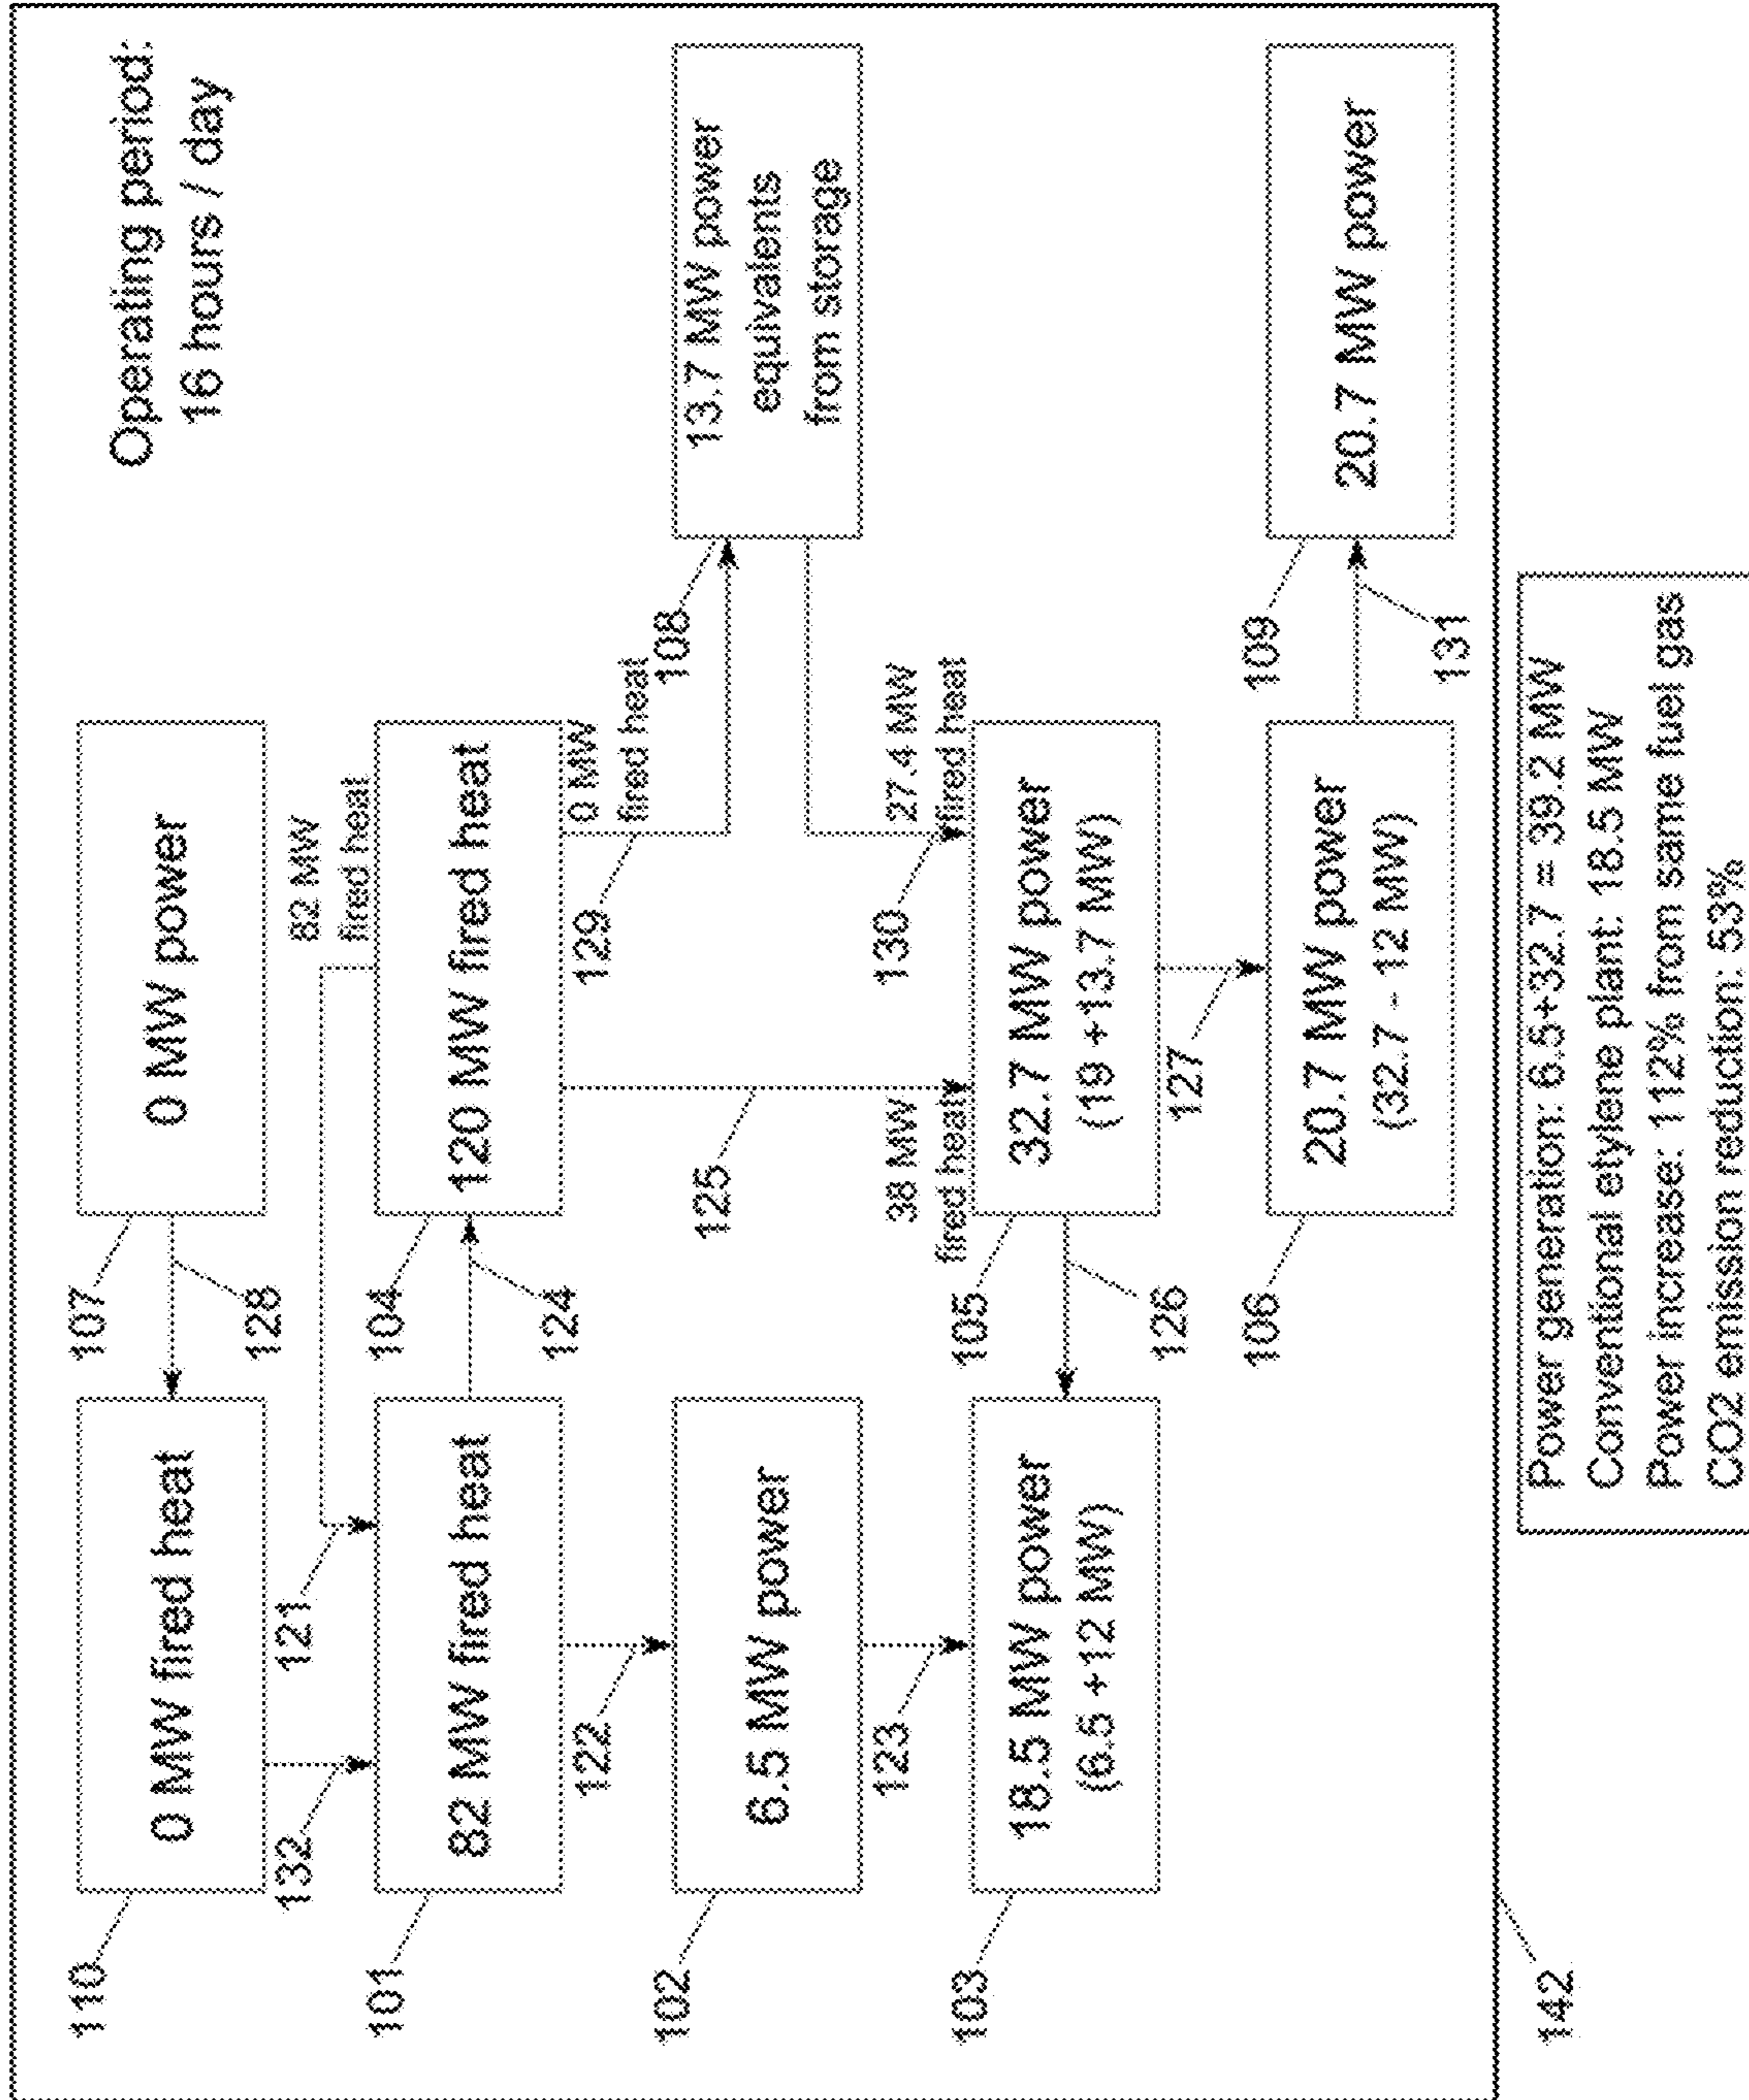 Operating period:
16 hours / day
110
0 MW fired heat
107
0 MW power
128
132
121
82 MW
fired heat
101
82 MW fired heat
104
120 MW fired heat
124
122
125
129
0 MW
fired heat
108
13.7 MW power
equivalents
from storage
102
6.5 MW power
123
38 MW
fired heat
130
27.4 MW
fired heat
103
18.5 MW power
(6.5 +12 MW)
105
32.7 MW power
(19 +13.7 MW)
126
127
106
20.7 MW power
(32.7 - 12 MW)
109
20.7 MW power
131
142
Power generation: 6.5+32.7 = 39.2 MW
Conventional etylene plant: 18.5 MW
Power increase: 112% from same fuel gas
CO2 emission reduction: 53%